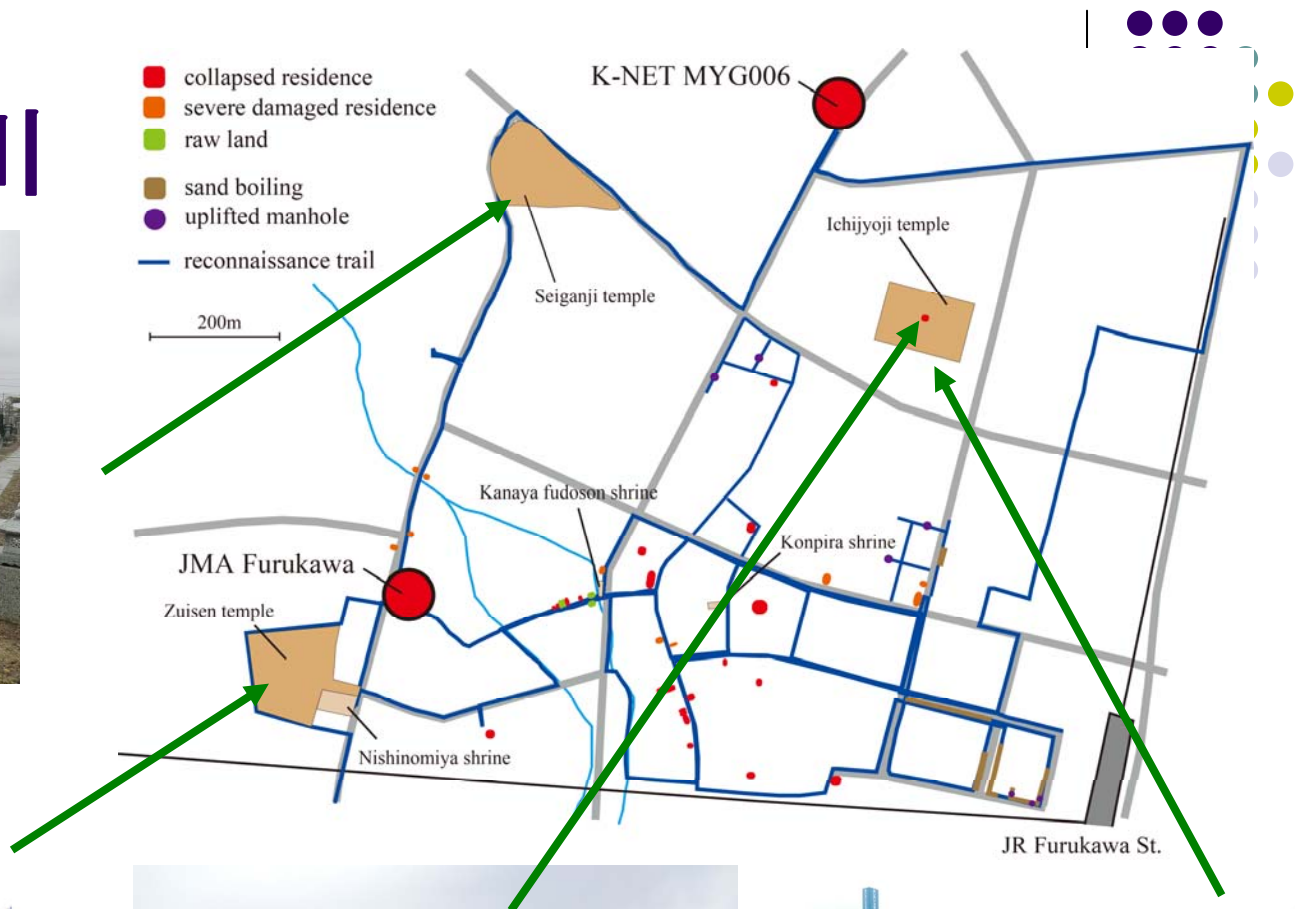 collapsed residence
severe damaged residence
raw land
sand boiling
uplifted manhole
reconnaissance trail
200m
K-NET MYG006
Ichijyoji temple
Seiganji temple
Kanaya fudoson shrine
Konpira shrine
JMA Furukawa
Zuisen temple
Nishinomiya shrine
JR Furukawa St.